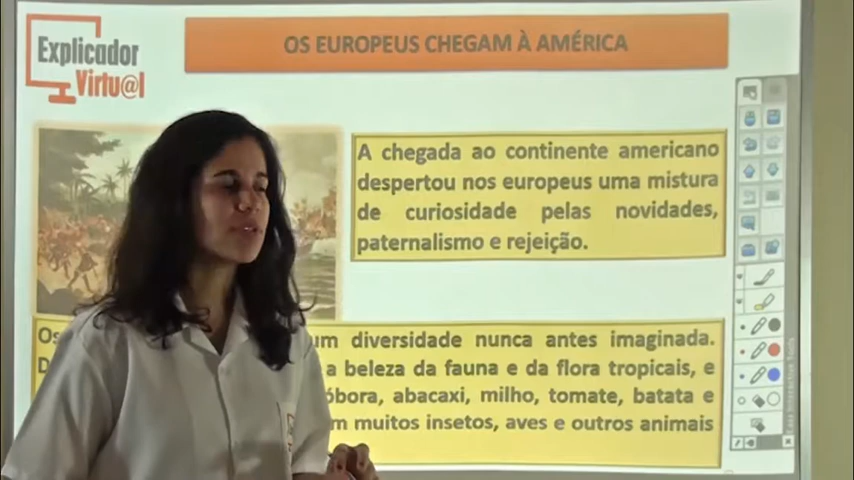 Explicador
Virtu@l
OS EUROPEUS CHEGAM À AMÉRICA
A chegada ao continente americano
despertou nos europeus uma mistura
de curiosidade pelas novidades,
paternalismo e rejeição.
um diversidade nunca antes imaginada
a beleza da fauna e da flora tropicais,
abacaxi, milho, tomate, batata e
muitos insetos, aves e outros animais